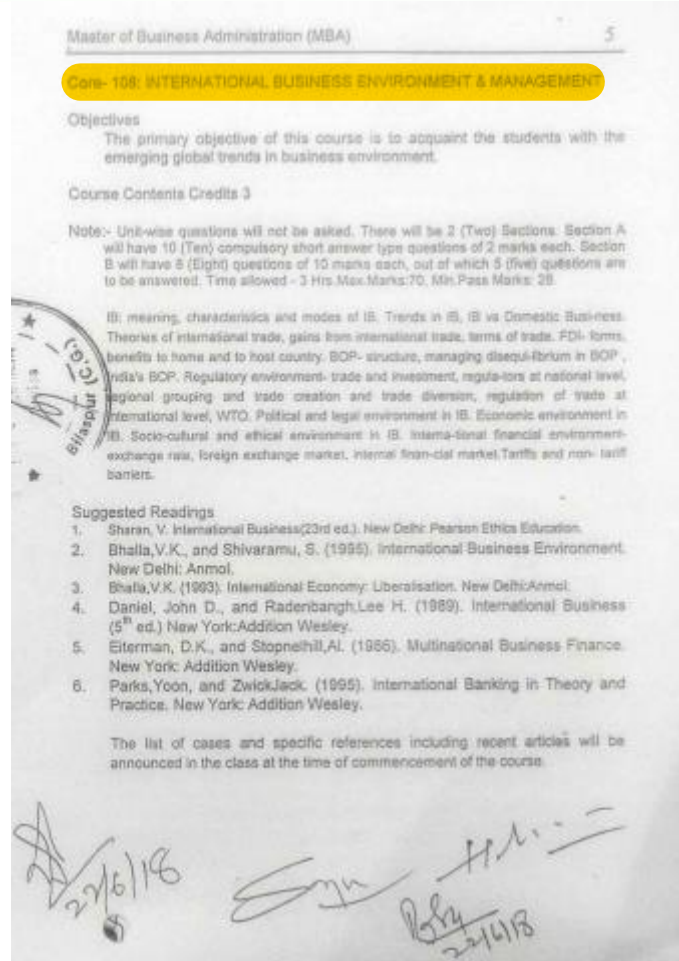 Master of Business Administration (MBA) 5
Core- 108: INTERNATIONAL BUSINESS ENVIRONMENT & MANAGEMENT
Objectives
The primary objective of this course is to acquaint the students with the
emerging global trends in business environment.
Course Contents Credits 3
Note:- Unit-wise questions will not be asked. There will be 2 (Two) Sections. Section A
will have 10 (Ten) compulsory short answer type questions of 2 marks each. Section
B will have 8 (Eight) questions of 10 marks each, out of which 5 (five) questions are
to be answered. Time allowed - 3 Hrs.Max.Marks:70. Min.Pass Marks: 28.
IB: meaning, characteristics and modes of IB. Trends in IB, IB vs Domestic Busi-ness.
Theories of international trade, gains from international trade, terms of trade. FDI- forms,
benefits to home and to host country. BOP- structure, managing disequi-librium in BOP ,
India's BOP. Regulatory environment- trade and investment, regula-tors at national level,
regional grouping and trade creation and trade diversion, regulation of trade at
international level, WTO. Political and legal environment in IB. Economic environment in
IB. Socio-cultural and ethical environment in IB. Interna-tional financial environment-
exchange rate, foreign exchange market, internal finan-cial market.Tariffs and non- tariff
barriers.
Bilaspur (C.G.)
Suggested Readings
1. Sharan, V. International Business(23rd ed.). New Delhi: Pearson Ethics Education.
2. Bhalla,V.K., and Shivaramu, S. (1995). International Business Environment.
New Delhi: Anmol.
3. Bhalla,V.K. (1993). International Economy: Liberalisation. New Delhi:Anmol.
4. Daniel, John D., and Radenbangh,Lee H. (1989). International Business
(5th ed.) New York:Addition Wesley.
5. Eiterman, D.K., and Stopnelhill,Al. (1986). Multinational Business Finance.
New York: Addition Wesley.
6. Parks,Yoon, and ZwickJack. (1995). International Banking in Theory and
Practice. New York: Addition Wesley.
The list of cases and specific references including recent articles will be
announced in the class at the time of commencement of the course.
22/6/18
22/6/18